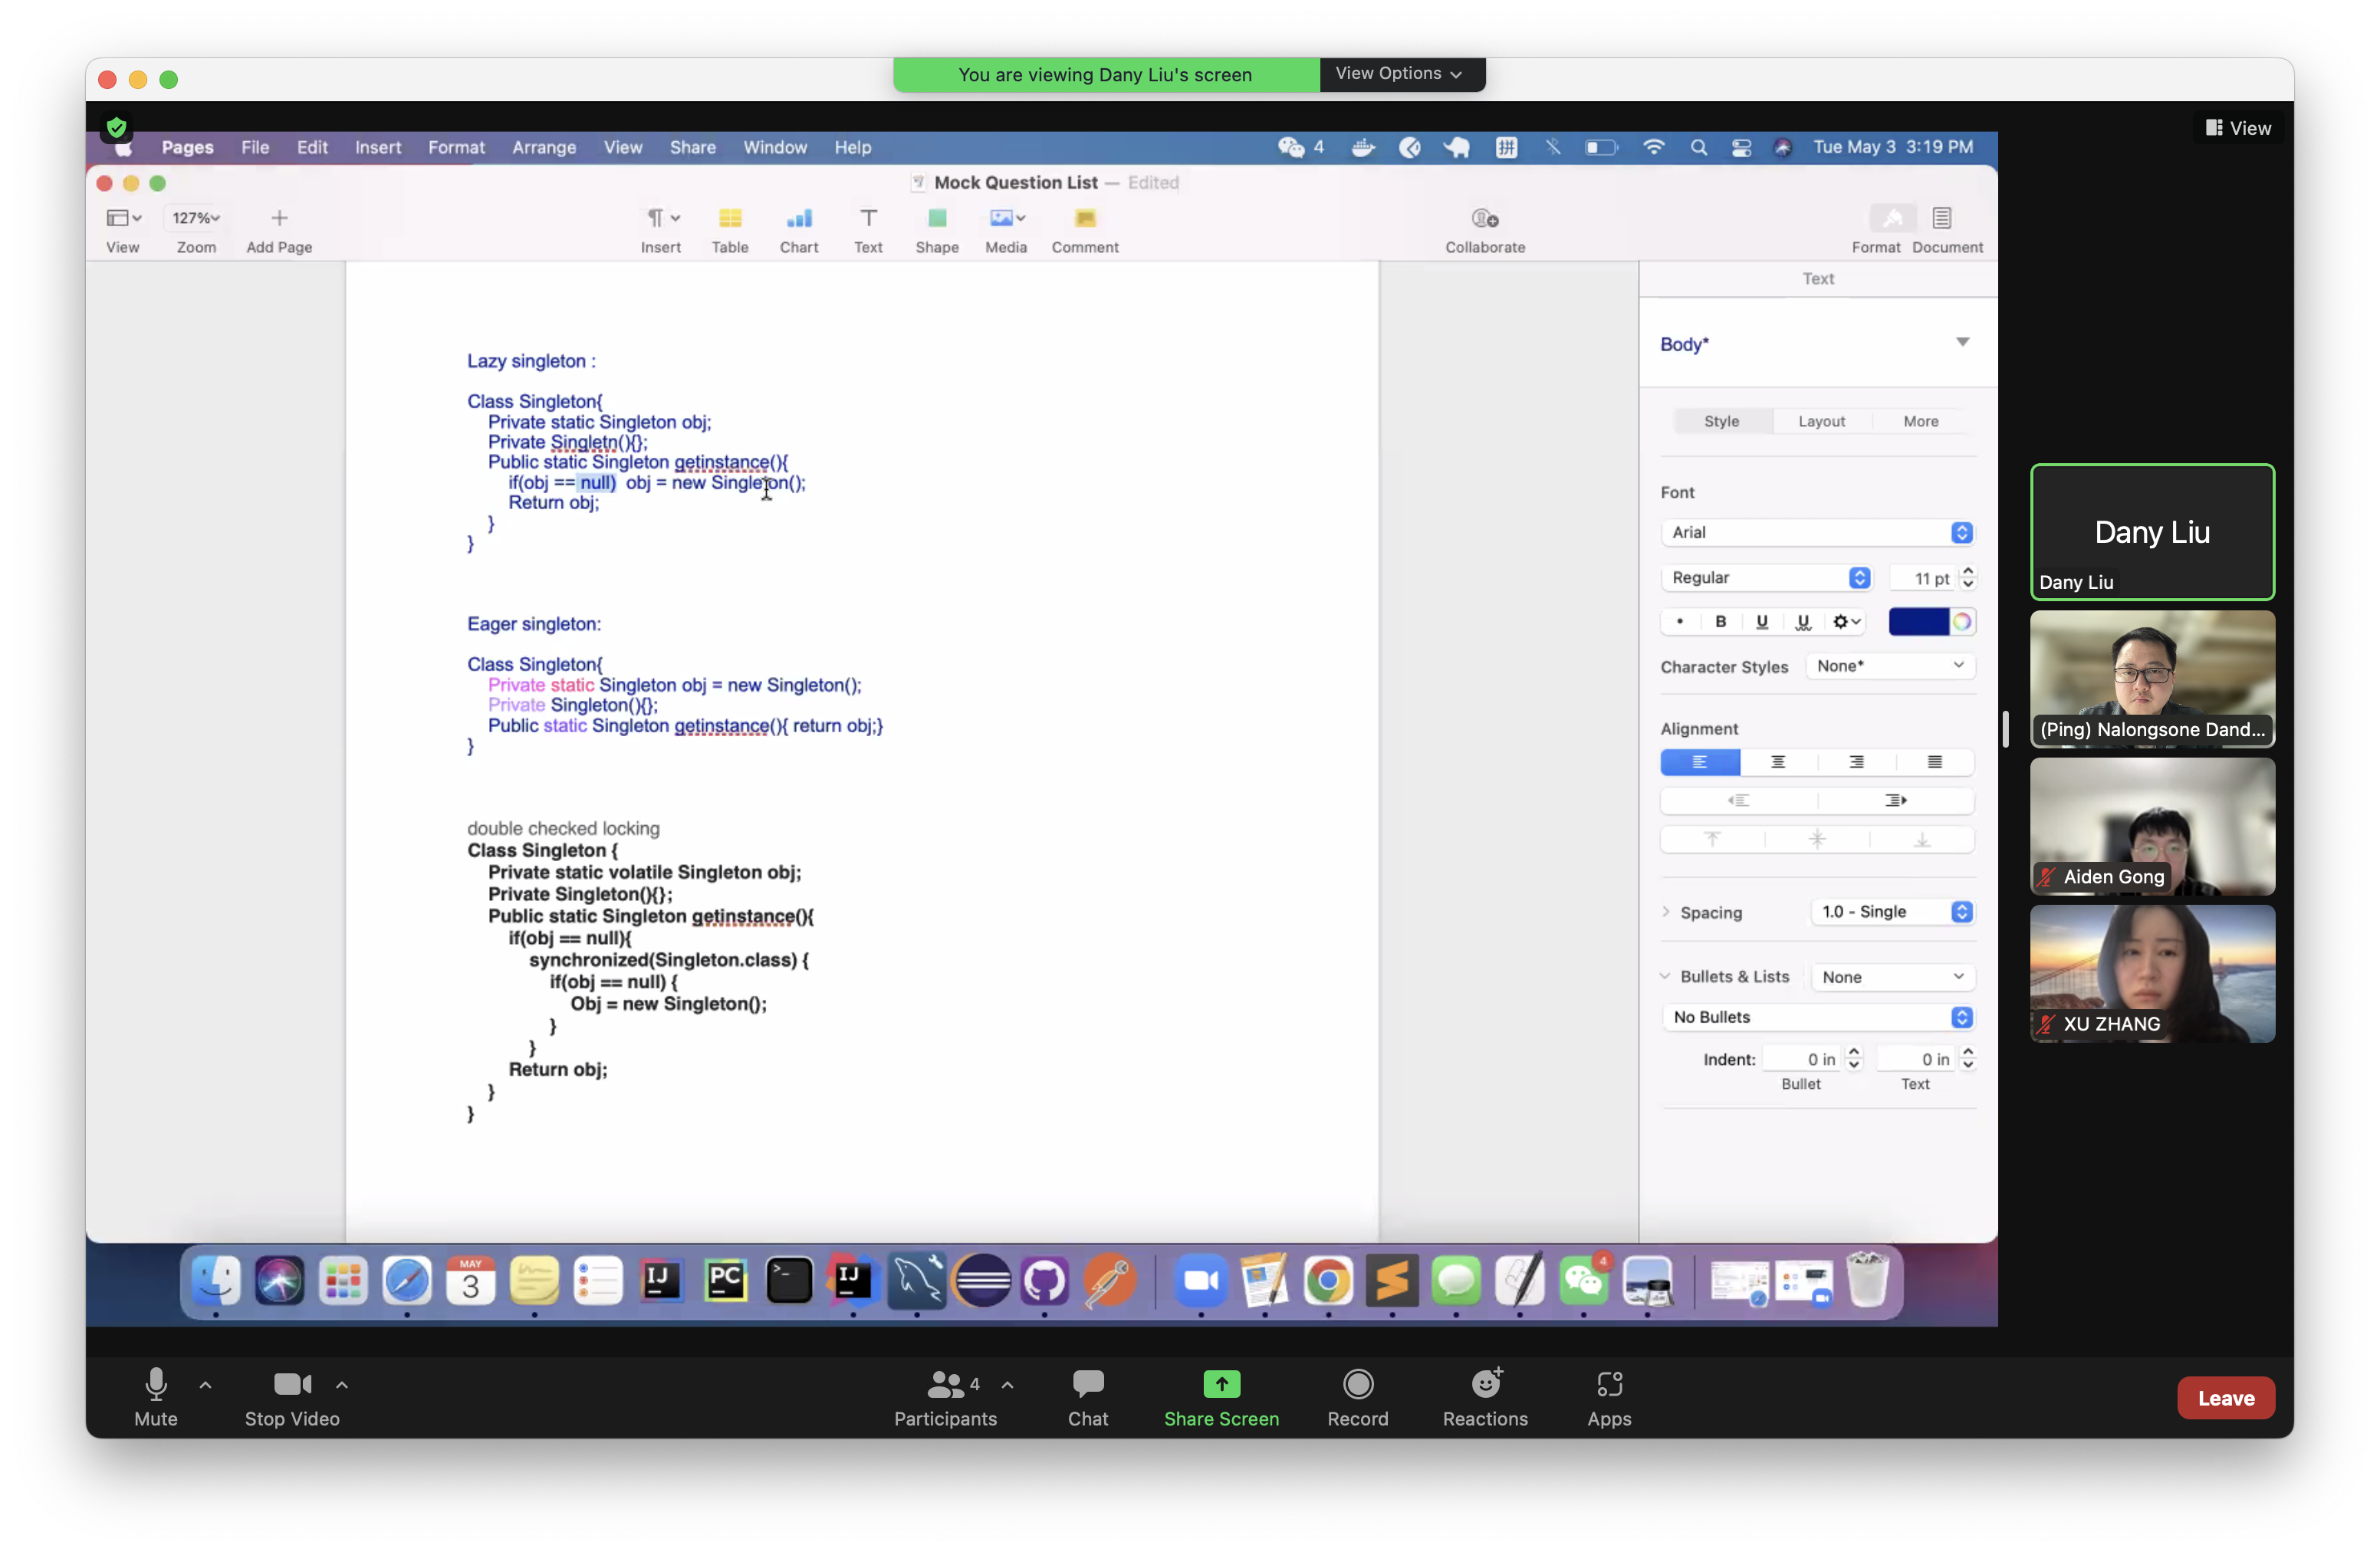 You are viewing Dany Liu's screen View Options
View
Pages File Edit Insert Format Arrange View Share Window Help 4 拼 Tue May 3 3:19 PM
Mock Question List — Edited
127%
View Zoom Add Page Insert Table Chart Text Shape Media Comment Collaborate Format Document
Lazy singleton :
Class Singleton{
Private static Singleton obj;
Private Singletn(){};
Public static Singleton getinstance(){
if(obj == null) obj = new Singleton();
Return obj;
}
}
Eager singleton:
Class Singleton{
Private static Singleton obj = new Singleton();
Private Singleton(){};
Public static Singleton getinstance(){ return obj;}
}
double checked locking
Class Singleton {
Private static volatile Singleton obj;
Private Singleton(){};
Public static Singleton getinstance(){
if(obj == null){
synchronized(Singleton.class) {
if(obj == null) {
Obj = new Singleton();
}
}
Return obj;
}
}
Text
Body*
Style Layout More
Font
Arial
Regular 11 pt
B U U
Character Styles None*
Alignment
Spacing 1.0 - Single
Bullets & Lists None
No Bullets
Indent: 0 in 0 in
Bullet Text
Dany Liu
Dany Liu
(Ping) Nalongsone Dand...
Aiden Gong
XU ZHANG
MAY
3
IJ
PC
>_
IJ
4
Mute Stop Video Participants 4 Chat Share Screen Record Reactions Apps Leave